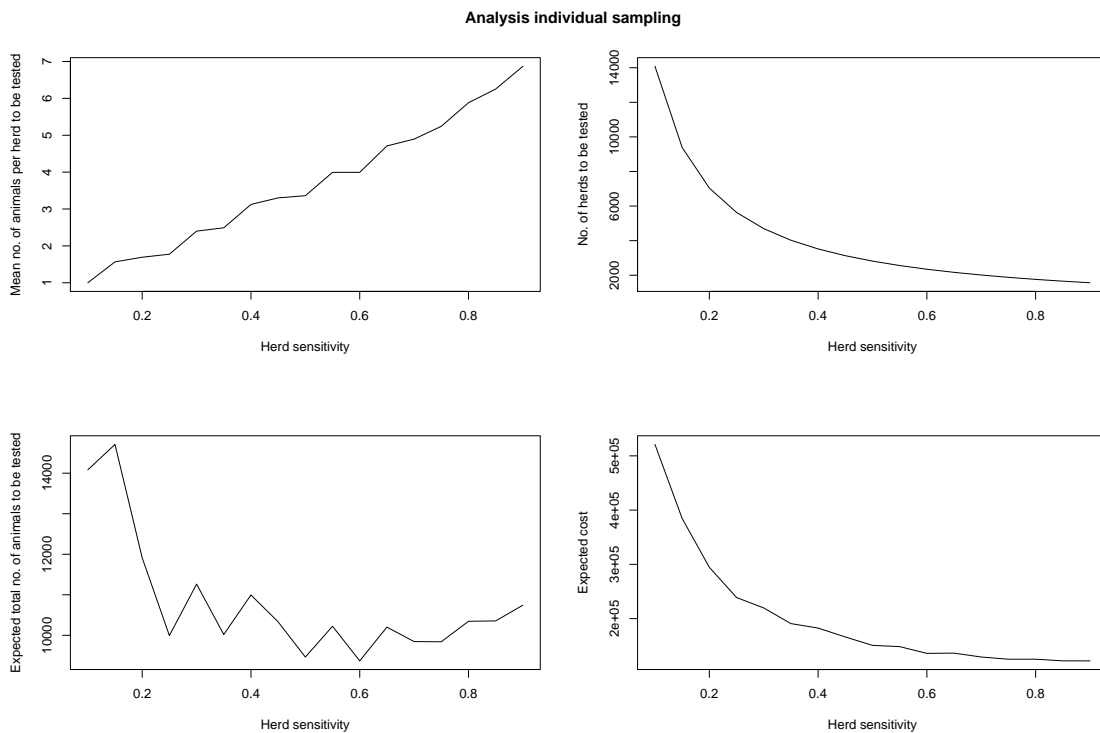 Analysis individual sampling
Mean no. of animals per herd to be tested
7
6
5
4
3
2
1
0.2 0.4 0.6 0.8
Herd sensitivity
No. of herds to be tested
14000
10000
6000
2000
0.2 0.4 0.6 0.8
Herd sensitivity
Expected total no. of animals to be tested
14000
12000
10000
0.2 0.4 0.6 0.8
Herd sensitivity
Expected cost
5e+05
4e+05
3e+05
2e+05
0.2 0.4 0.6 0.8
Herd sensitivity